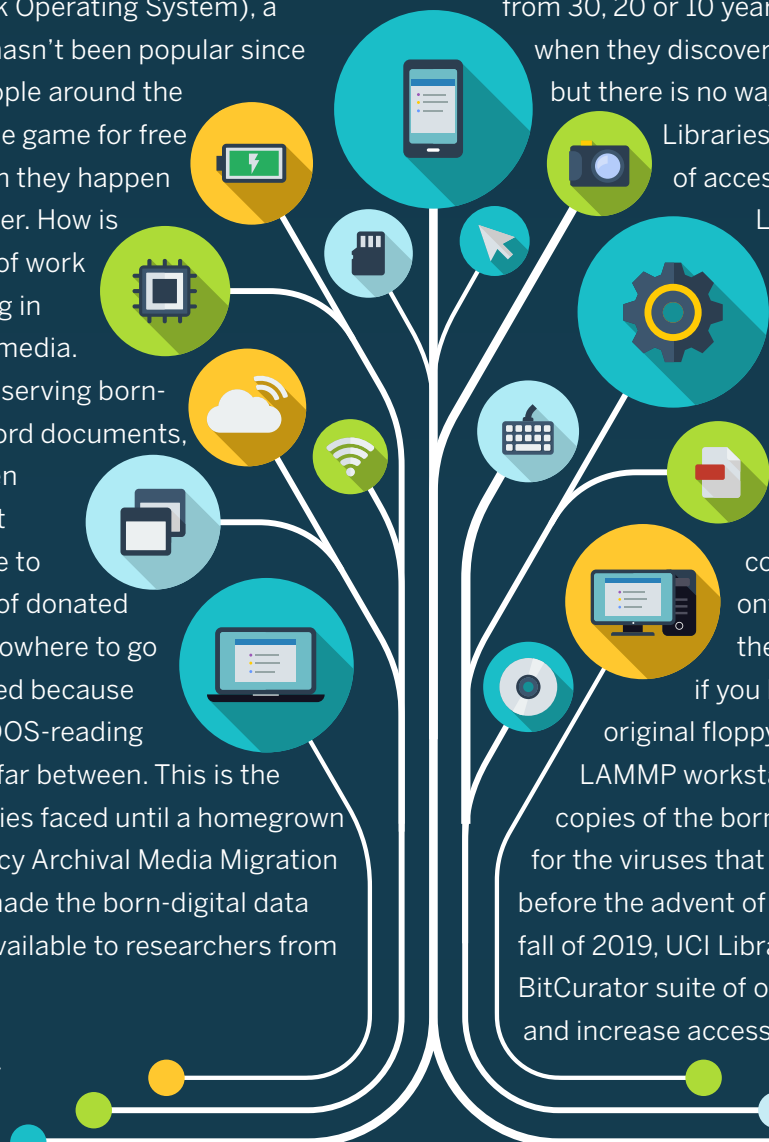 k Operating System), a
hasn't been popular since
ople around the
e game for free
n they happen
er. How is
of work
g in
media.
serving born-
ord documents,
en
t
e to
of donated
owhere to go
ed because
DOS-reading
far between. This is the
ies faced until a homegrown
cy Archival Media Migration
made the born-digital data
vailable to researchers from
from 30, 20 or 10 year
when they discover
but there is no wa
Libraries
of acces
L
co
on
the
if you
original floppy
LAMMP worksta
copies of the born
for the viruses that
before the advent of
fall of 2019, UCI Libra
BitCurator suite of o
and increase access